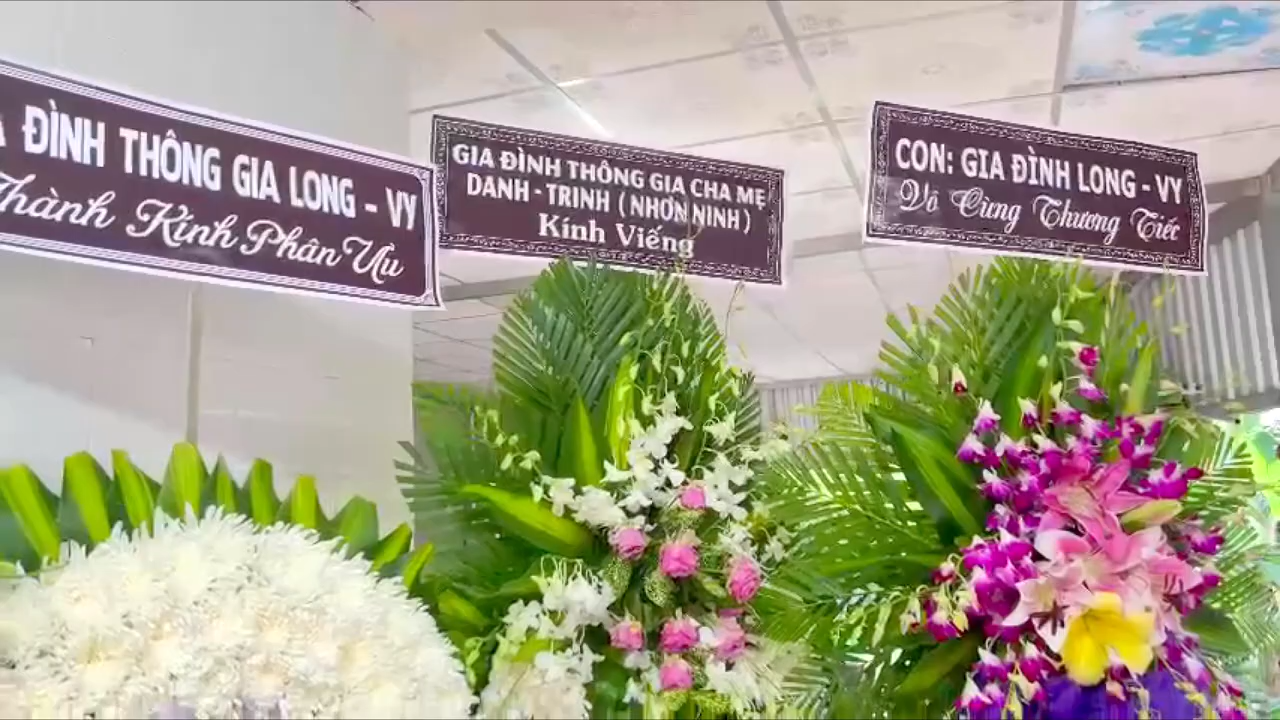 ĐÌNH THÔNG GIA LONG - VY
Thành Kính Phân Ưu
GIA ĐÌNH THÔNG GIA CHA MẸ
DANH - TRINH ( NHƠN NINH )
Kính Viếng
CON: GIA ĐÌNH LONG - VY
Vô Cùng Thương Tiếc